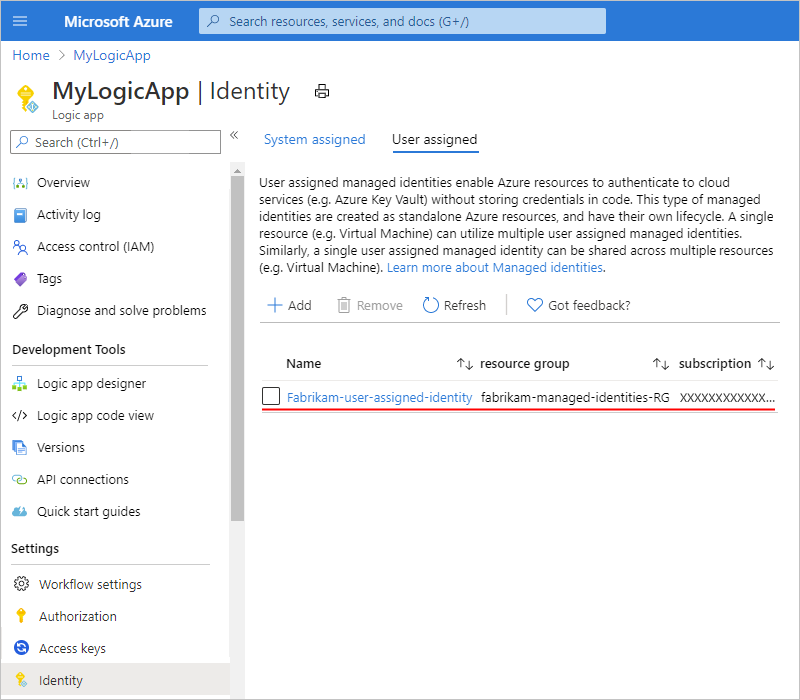 Microsoft Azure
Search resources, services, and docs (G+/)
Home > MyLogicApp
MyLogicApp | Identity
Logic app
Search (Ctrl+/)
«
Overview
Activity log
Access control (IAM)
Tags
Diagnose and solve problems
Development Tools
Logic app designer
Logic app code view
Versions
API connections
Quick start guides
Settings
Workflow settings
Authorization
Access keys
Identity
System assigned User assigned
User assigned managed identities enable Azure resources to authenticate to cloud
services (e.g. Azure Key Vault) without storing credentials in code. This type of managed
identities are created as standalone Azure resources, and have their own lifecycle. A single
resource (e.g. Virtual Machine) can utilize multiple user assigned managed identities.
Similarly, a single user assigned managed identity can be shared across multiple resources
(e.g. Virtual Machine). Learn more about Managed identities.
Add Remove Refresh Got feedback?
Name ↑↓ resource group ↑↓ subscription ↑↓
Fabrikam-user-assigned-identity fabrikam-managed-identities-RG XXXXXXXXXXXX...